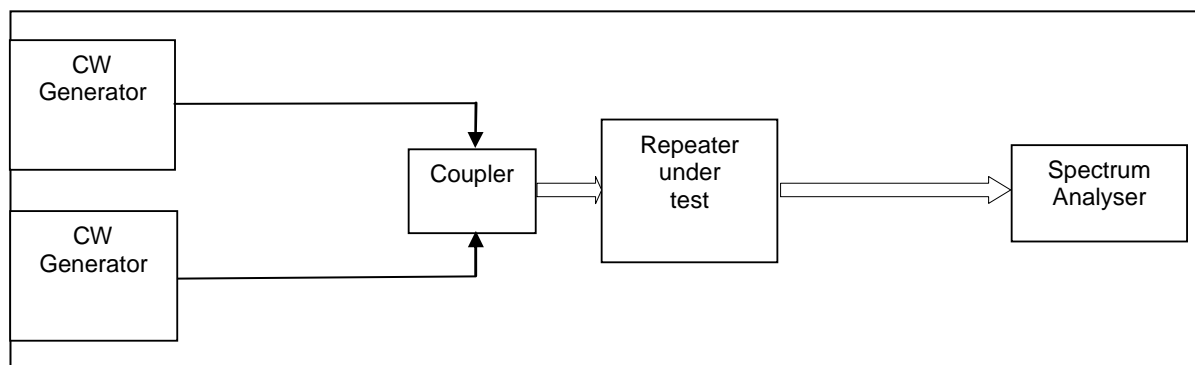 CW
Generator
Coupler
Repeater
under
test
Spectrum
Analyser
CW
Generator